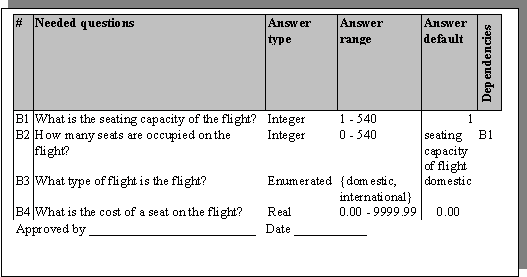 # Needed questions Answer type Answer range Answer default Dependencies
B1 What is the seating capacity of the flight? Integer 1 - 540 1
B2 How many seats are occupied on the flight? Integer 0 - 540 seating capacity of flight B1
B3 What type of flight is the flight? Enumerated {domestic, international} domestic
B4 What is the cost of a seat on the flight? Real 0.00 - 9999.99 0.00
Approved by ____________________________ Date ____________